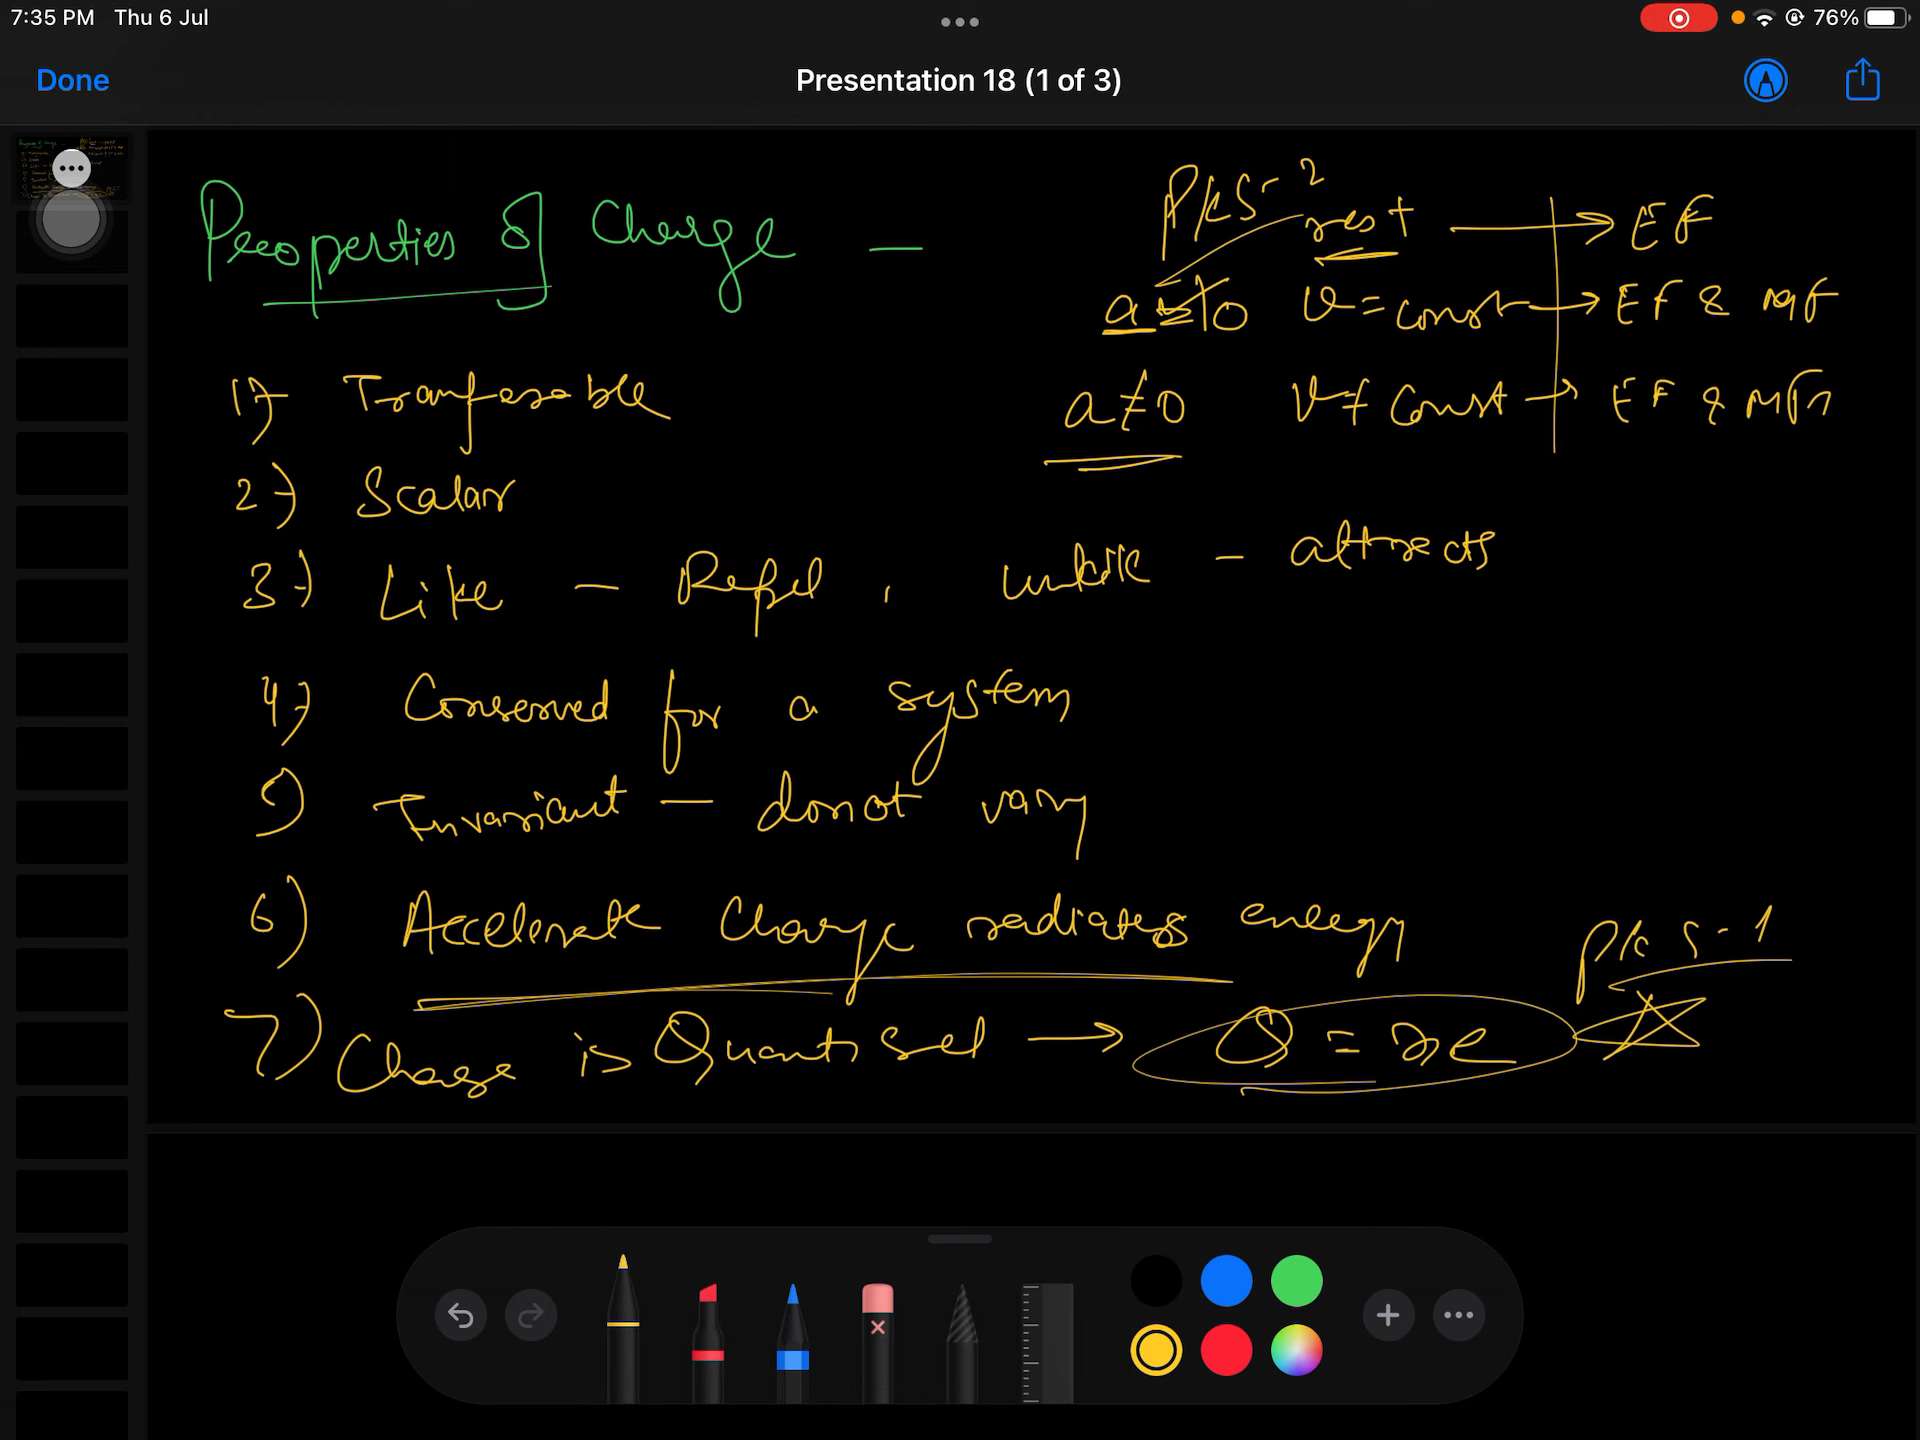 7:35 PM Thu 6 Jul
76%
Done
Presentation 18 (1 of 3)
Properties of Charge —
PKS-2
rest → EF
a = 0 v = const → EF & MF
a ≠ 0 v ≠ const → EF & MF
1) Tranferable
2) Scalar
3) Like — Repel, unlike - attracts
4) Conserved for a system
5) Invariant — donot vary
6) Accelerate Charge radiates energy
PKS-1
7) Charge is Quantised → Q = ne